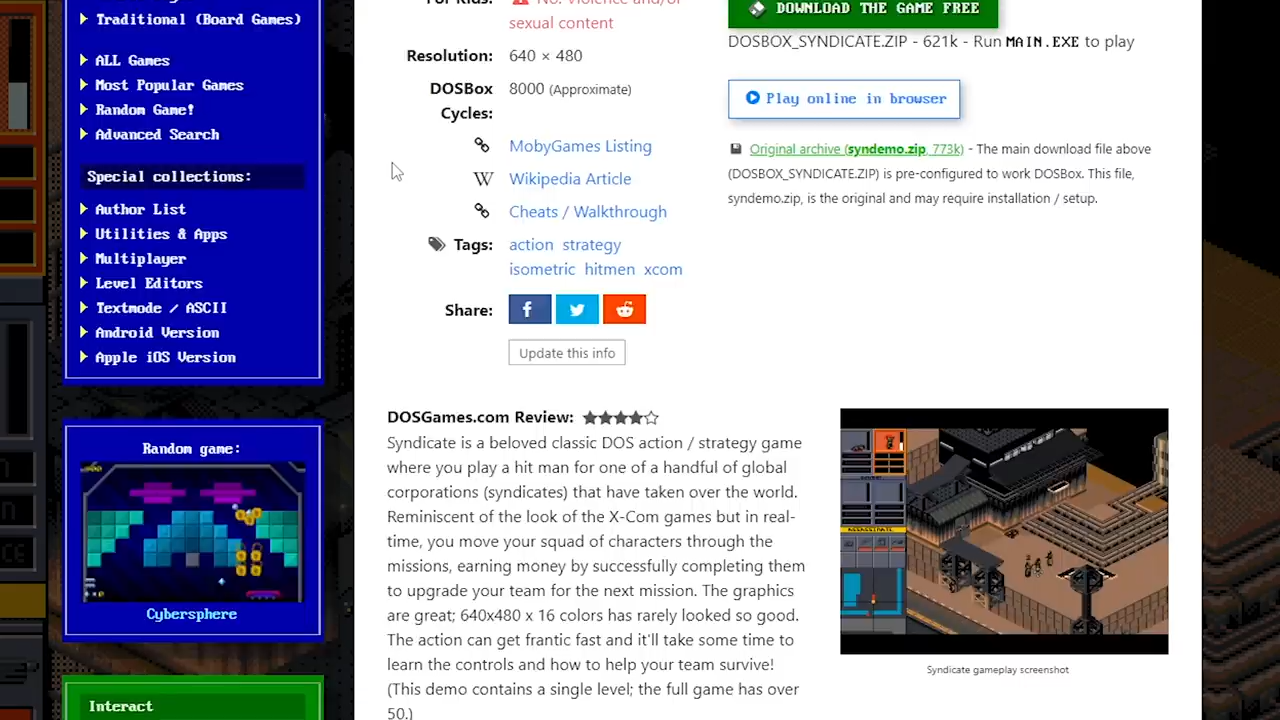 Traditional (Board Games)
ALL Games
Most Popular Games
Random Game!
Advanced Search
Special collections:
Author List
Utilities & Apps
Multiplayer
Level Editors
Textmode / ASCII
Android Version
Apple iOS Version
Random game:
Cybersphere
Interact
No. Violence and/or
sexual content
Resolution: 640 × 480
DOSBox Cycles: 8000 (Approximate)
MobyGames Listing
W Wikipedia Article
Cheats / Walkthrough
Tags: action strategy
isometric hitmen xcom
Share:
Update this info
DOWNLOAD THE GAME FREE
DOSBOX_SYNDICATE.ZIP - 621k - Run MAIN.EXE to play
Play online in browser
Original archive (syndemo.zip, 773k) - The main download file above
(DOSBOX_SYNDICATE.ZIP) is pre-configured to work DOSBox. This file,
syndemo.zip, is the original and may require installation / setup.
DOSGames.com Review:
Syndicate is a beloved classic DOS action / strategy game
where you play a hit man for one of a handful of global
corporations (syndicates) that have taken over the world.
Reminiscent of the look of the X-Com games but in real-
time, you move your squad of characters through the
missions, earning money by successfully completing them
to upgrade your team for the next mission. The graphics
are great; 640x480 x 16 colors has rarely looked so good.
The action can get frantic fast and it'll take some time to
learn the controls and how to help your team survive!
(This demo contains a single level; the full game has over
50.)
ASSASSINATE
Syndicate gameplay screenshot